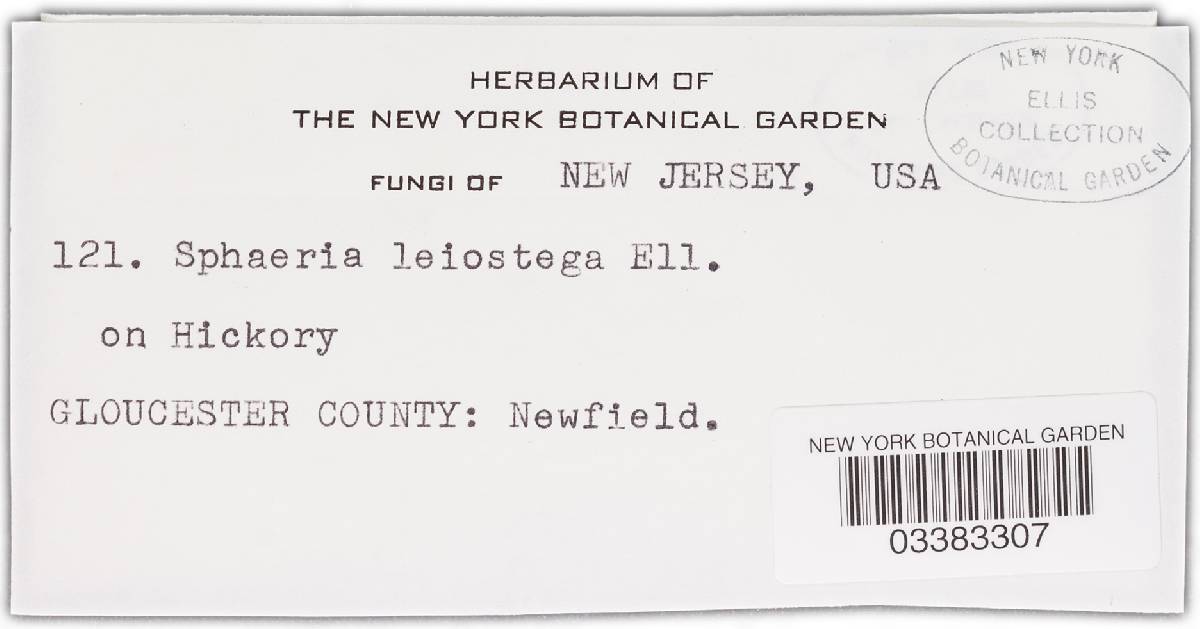 HERBARIUM OF
THE NEW YORK BOTANICAL GARDEN
FUNGI OF NEW JERSEY, USA
NEW YORK
ELLIS
COLLECTION
BOTANICAL GARDEN
121. Sphaeria leiostega Ell.
on Hickory
GLOUCESTER COUNTY: Newfield.
NEW YORK BOTANICAL GARDEN
03383307